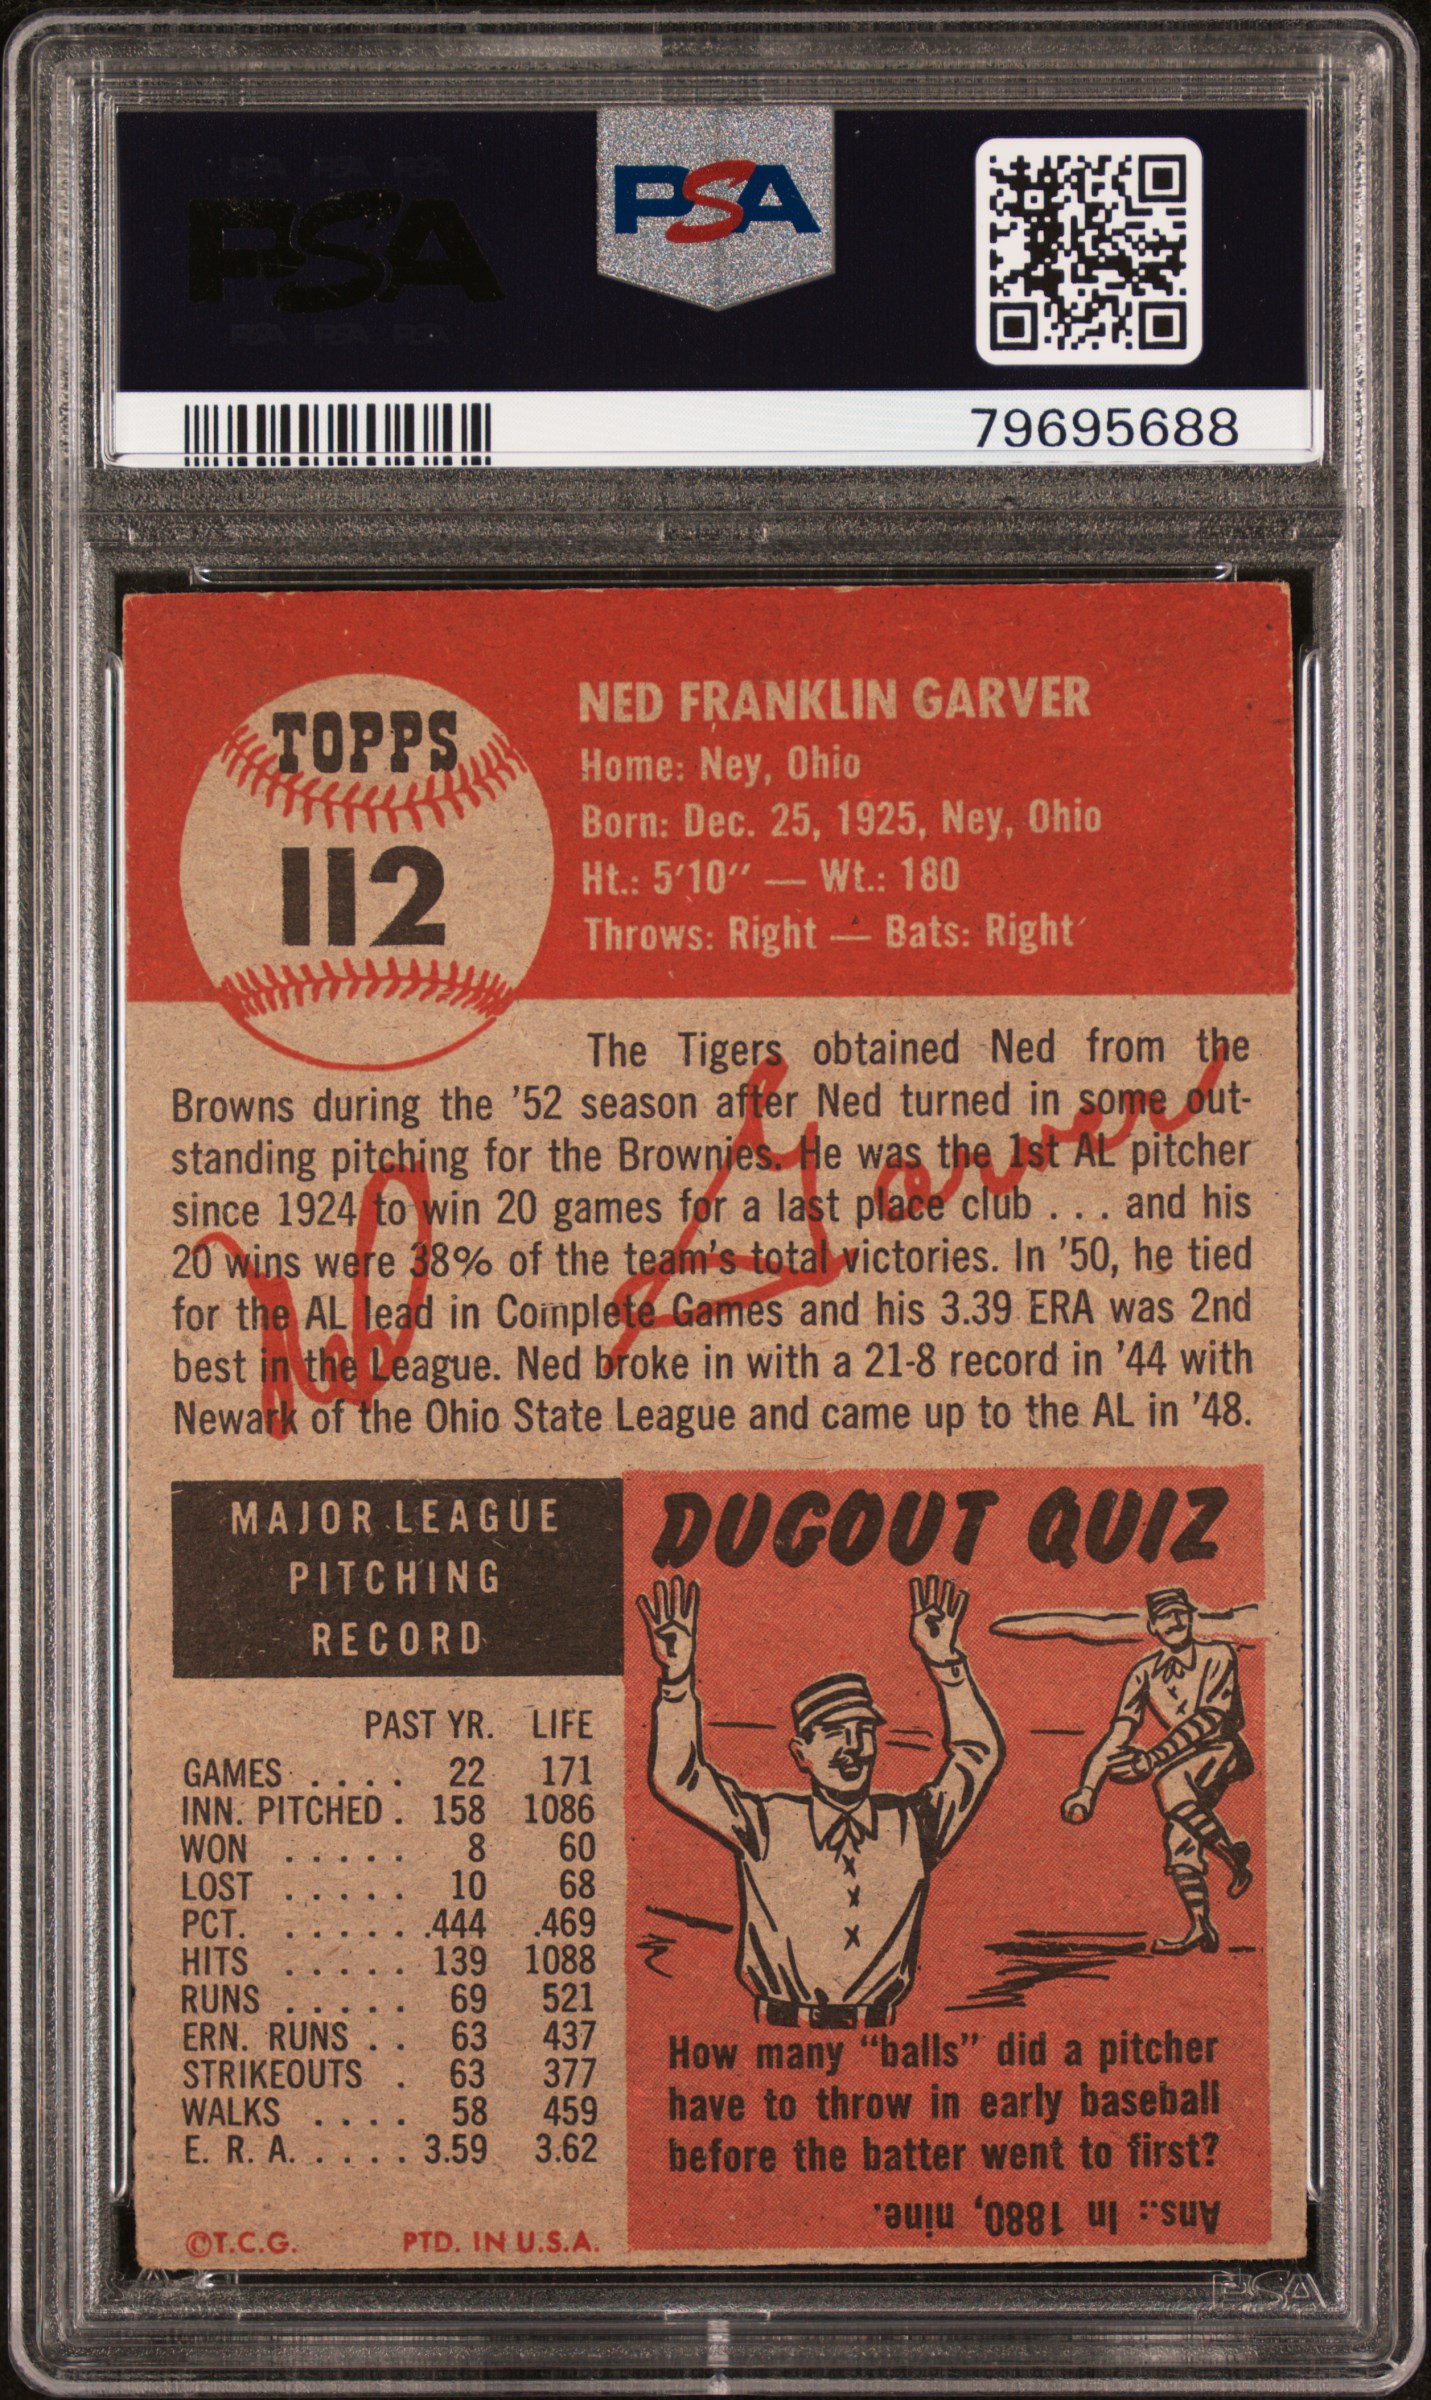 PSA PSA PSA
PSA
PSA PSA PSA
PSA
79695688
TOPPS
112
NED FRANKLIN GARVER
Home: Ney, Ohio
Born: Dec. 25, 1925, Ney, Ohio
Ht.: 5'10" — Wt.: 180
Throws: Right — Bats: Right
The Tigers obtained Ned from the
Browns during the '52 season after Ned turned in some out-
standing pitching for the Brownies. He was the 1st AL pitcher
since 1924 to win 20 games for a last place club . . . and his
20 wins were 38% of the team's total victories. In '50, he tied
for the AL lead in Complete Games and his 3.39 ERA was 2nd
best in the League. Ned broke in with a 21-8 record in '44 with
Newark of the Ohio State League and came up to the AL in '48.
Ned Garver
MAJOR LEAGUE
PITCHING
RECORD
PAST YR. LIFE
GAMES . . . . 22 171
INN. PITCHED . 158 1086
WON . . . . . 8 60
LOST . . . . . 10 68
PCT. . . . . . .444 .469
HITS . . . . . 139 1088
RUNS . . . . . 69 521
ERN. RUNS . . 63 437
STRIKEOUTS . 63 377
WALKS . . . . 58 459
E. R. A. . . . . 3.59 3.62
©T.C.G. PTD. IN U.S.A.
DUGOUT QUIZ
How many "balls" did a pitcher
have to throw in early baseball
before the batter went to first?
Ans.: In 1880, nine.
PSA